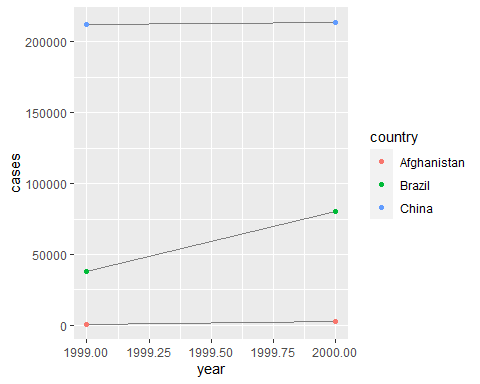 200000
150000
100000
50000
0
cases
1999.00 1999.25 1999.50 1999.75 2000.00
year
country
Afghanistan
Brazil
China